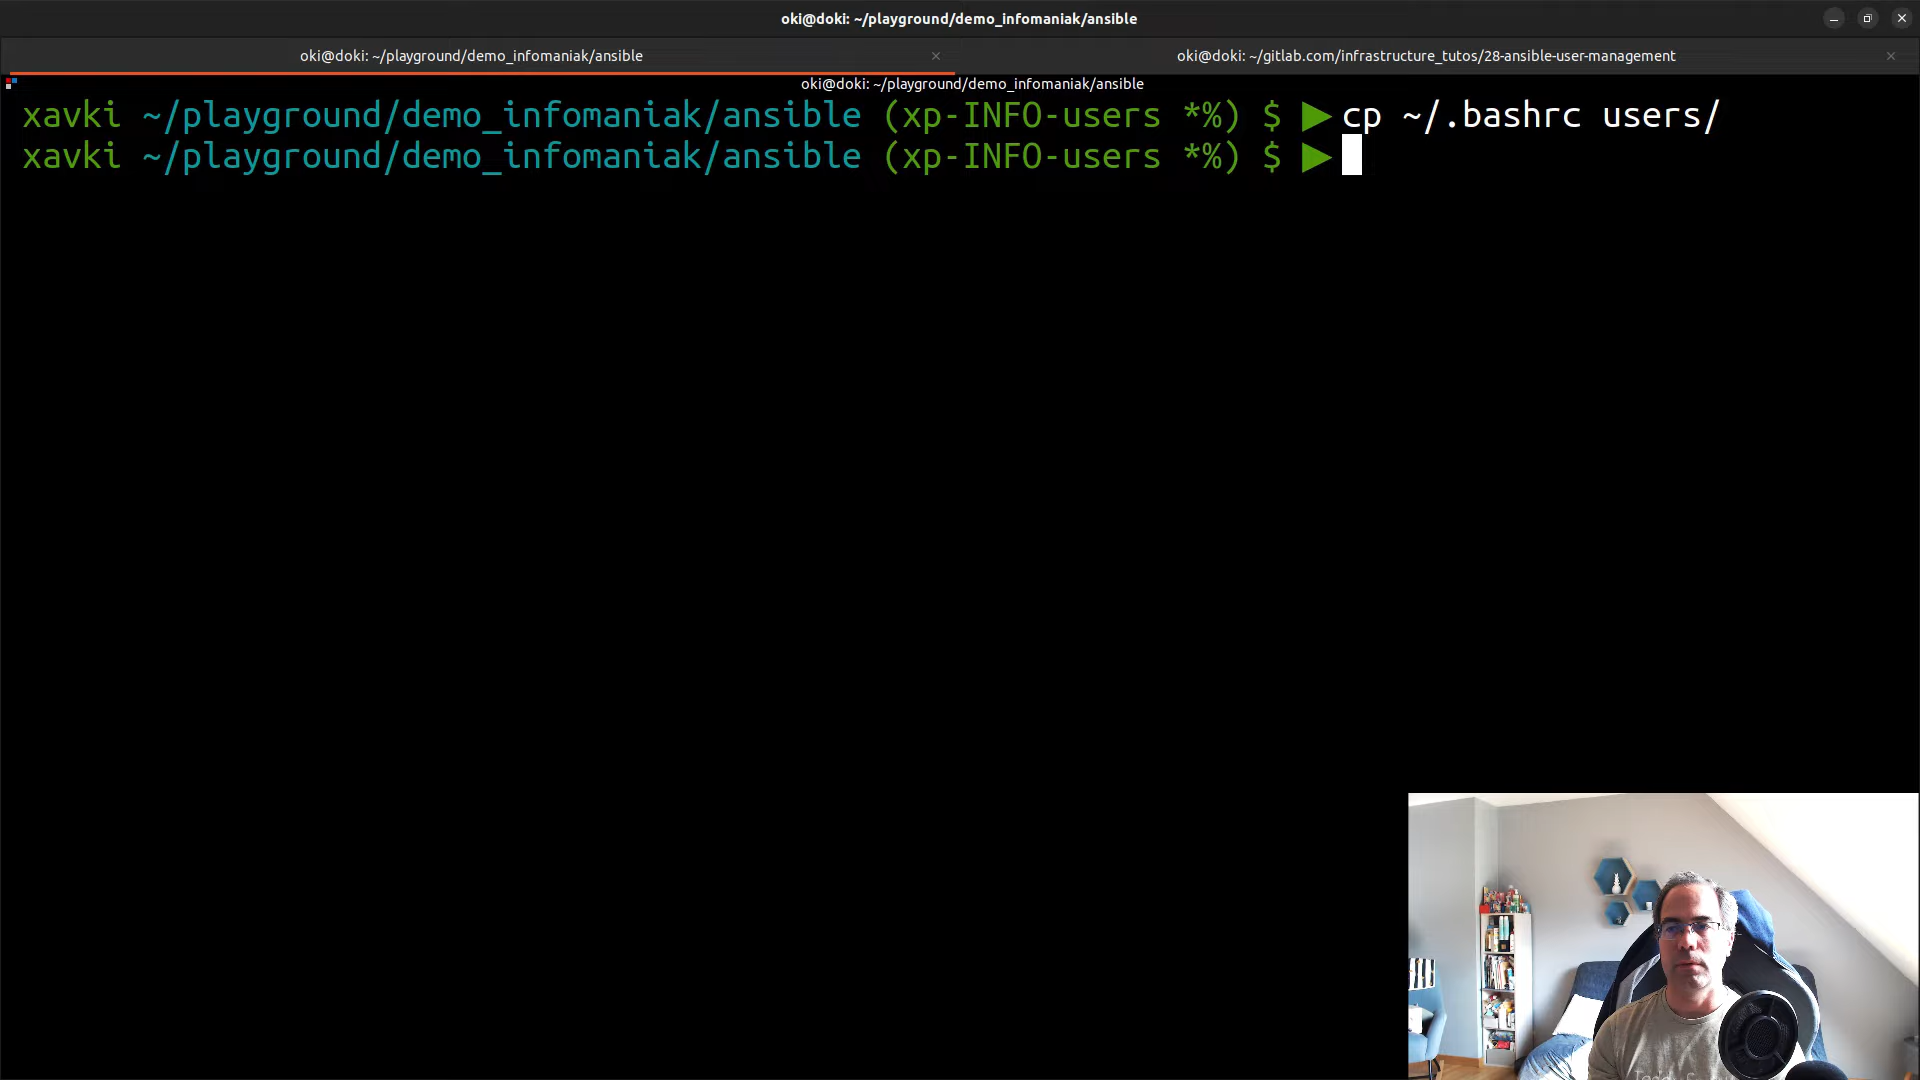 oki@doki: ~/playground/demo_infomaniak/ansible
oki@doki: ~/playground/demo_infomaniak/ansible
oki@doki: ~/gitlab.com/infrastructure_tutos/28-ansible-user-management
oki@doki: ~/playground/demo_infomaniak/ansible
xavki ~/playground/demo_infomaniak/ansible (xp-INFO-users *%) $ ▶cp ~/.bashrc users/
xavki ~/playground/demo_infomaniak/ansible (xp-INFO-users *%) $ ▶